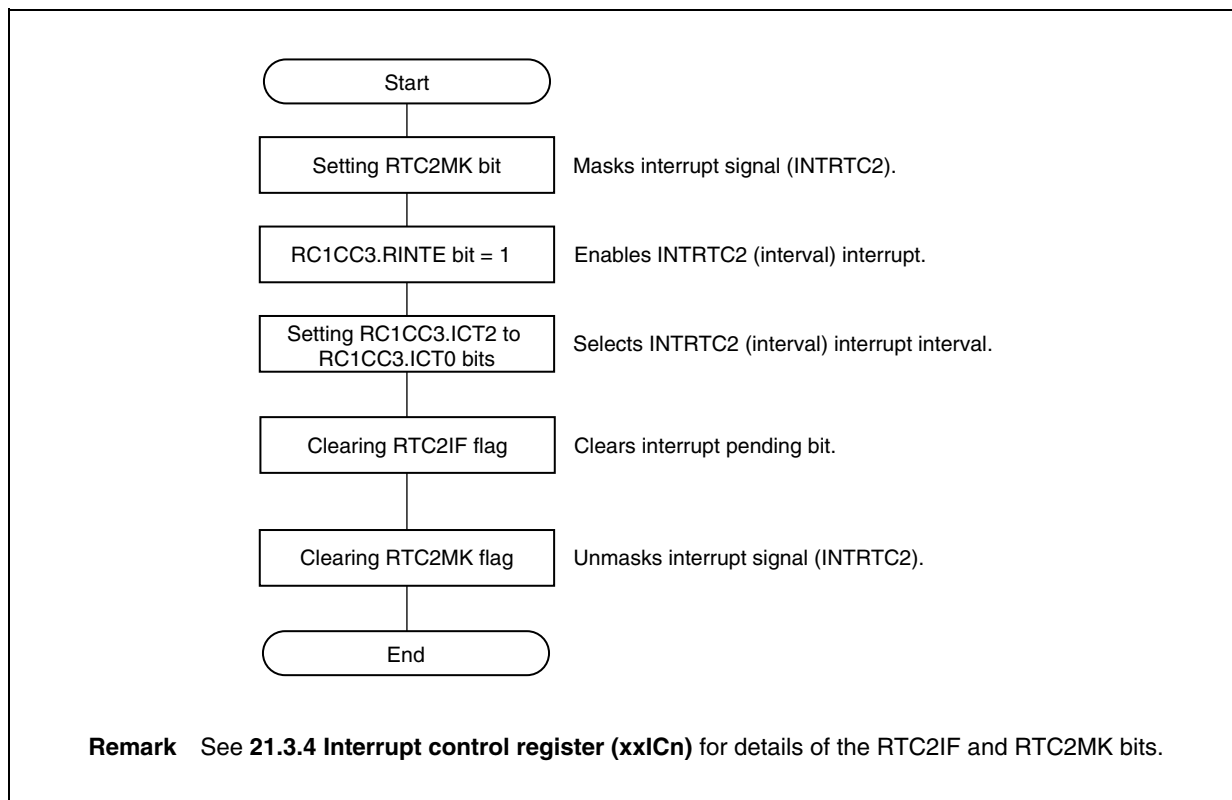 Start
Setting RTC2MK bit
Masks interrupt signal (INTRTC2).
RC1CC3.RINTE bit = 1
Enables INTRTC2 (interval) interrupt.
Setting RC1CC3.ICT2 to
RC1CC3.ICT0 bits
Selects INTRTC2 (interval) interrupt interval.
Clearing RTC2IF flag
Clears interrupt pending bit.
Clearing RTC2MK flag
Unmasks interrupt signal (INTRTC2).
End
Remark See 21.3.4 Interrupt control register (xxICn) for details of the RTC2IF and RTC2MK bits.